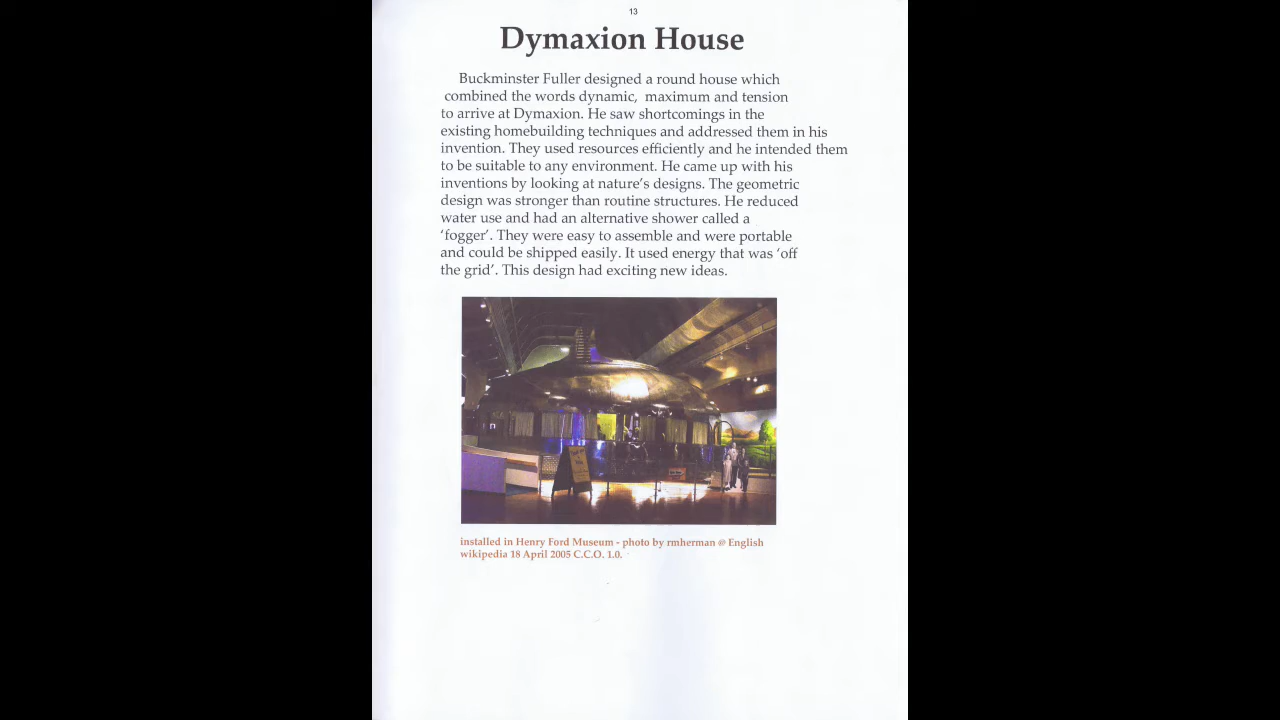 13
Dymaxion House
Buckminster Fuller designed a round house which
combined the words dynamic, maximum and tension
to arrive at Dymaxion. He saw shortcomings in the
existing homebuilding techniques and addressed them in his
invention. They used resources efficiently and he intended them
to be suitable to any environment. He came up with his
inventions by looking at nature's designs. The geometric
design was stronger than routine structures. He reduced
water use and had an alternative shower called a
'fogger'. They were easy to assemble and were portable
and could be shipped easily. It used energy that was 'off
the grid'. This design had exciting new ideas.
installed in Henry Ford Museum - photo by rmherman @ English
wikipedia 18 April 2005 C.C.O. 1.0.